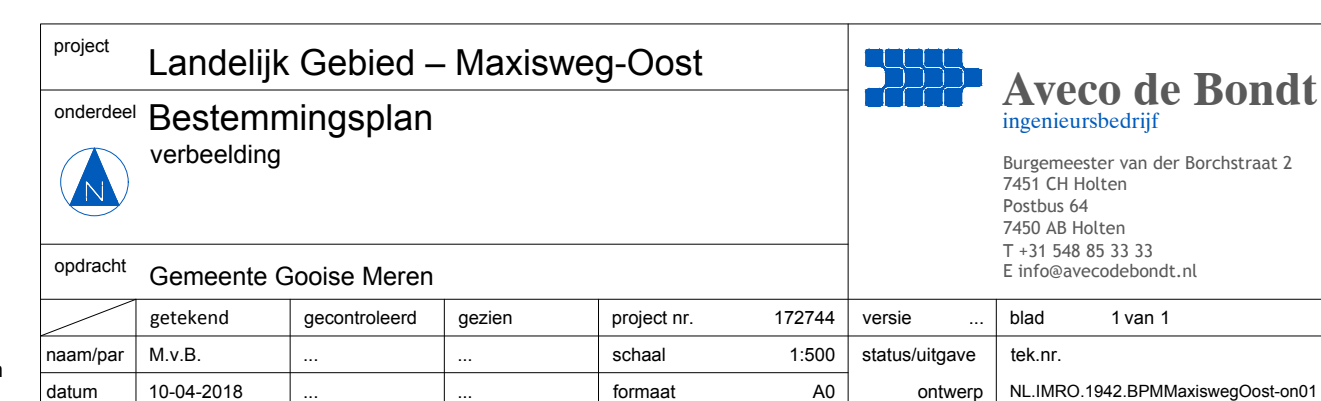 project Landelijk Gebied – Maxisweg-Oost
onderdeel Bestemmingsplan
verbeelding
N
opdracht Gemeente Gooise Meren
Aveco de Bondt
ingenieursbedrijf
Burgemeester van der Borchstraat 2
7451 CH Holten
Postbus 64
7450 AB Holten
T +31 548 85 33 33
E info@avecodebondt.nl
getekend gecontroleerd gezien project nr. 172744 versie ... blad 1 van 1
naam/par M.v.B. ... ... schaal 1:500 status/uitgave tek.nr.
datum 10-04-2018 ... ... formaat A0 ontwerp NL.IMRO.1942.BPMMaxiswegOost-on01